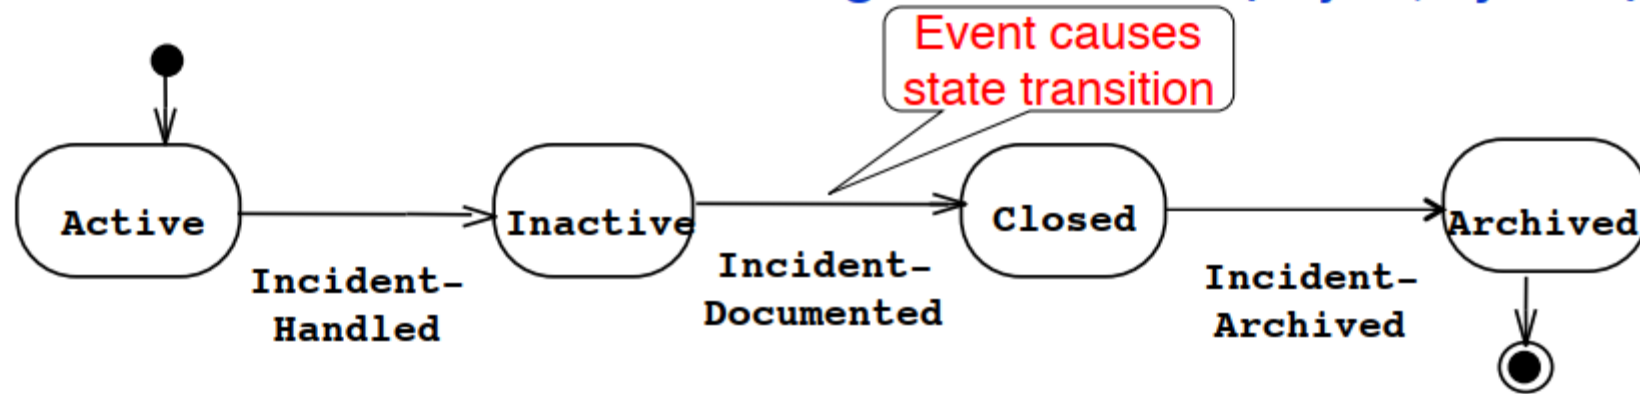 Event causes
state transition
Active
Inactive
Closed
Archived
Incident-
Handled
Incident-
Documented
Incident-
Archived